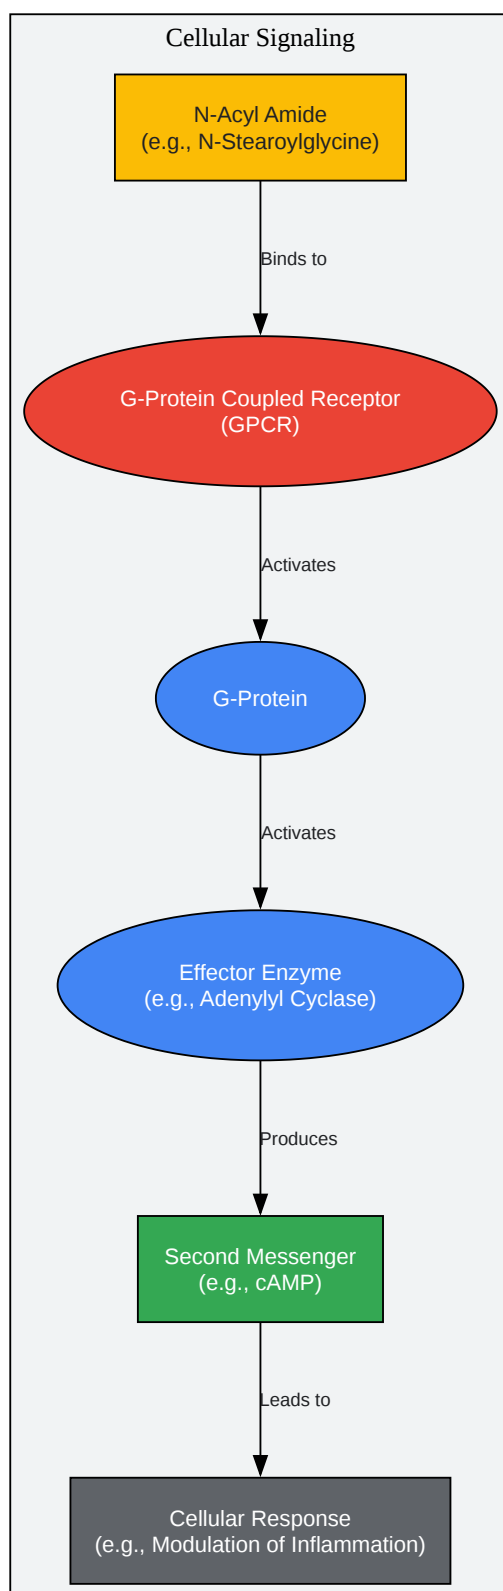 Cellular Signaling
N-Acyl Amide
(e.g., N-Stearoylglycine)
Binds to
G-Protein Coupled Receptor
(GPCR)
Activates
G-Protein
Activates
Effector Enzyme
(e.g., Adenylyl Cyclase)
Produces
Second Messenger
(e.g., cAMP)
Leads to
Cellular Response
(e.g., Modulation of Inflammation)